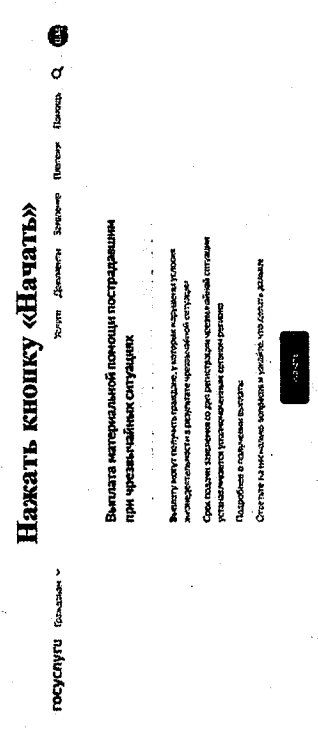 Нажать кнопку «Начать»
госуслуги Гражданам Услуги Документы Заявления Платежи Помощь
Выплата материальной помощи пострадавшим
при чрезвычайных ситуациях
Выплату могут получить граждане, у которых нарушены условия
жизнедеятельности в результате чрезвычайной ситуации
Срок подачи заявления со дня регистрации чрезвычайной ситуации
устанавливается уполномоченным органом региона
Подробнее о получении выплаты
Ответьте на несколько вопросов и узнайте, что делать дальше
Начать